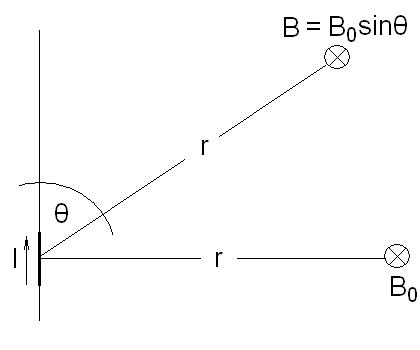 B = B₀sinθ
r
θ
I
r
B₀